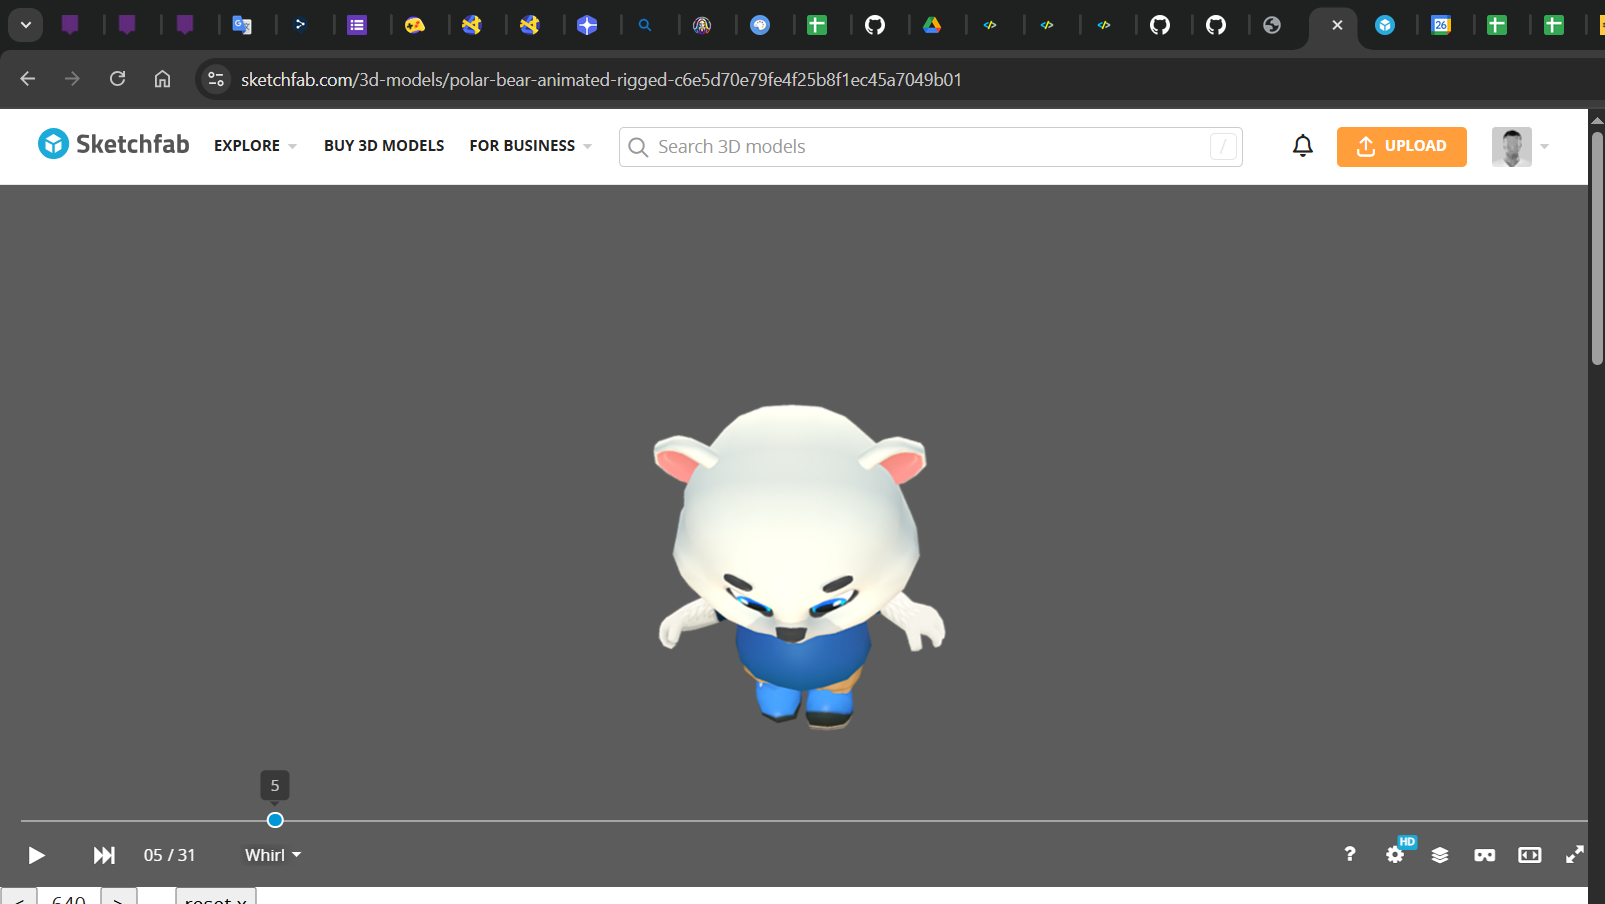 26
sketchfab.com/3d-models/polar-bear-animated-rigged-c6e5d70e79fe4f25b8f1ec45a7049b01
Sketchfab EXPLORE BUY 3D MODELS FOR BUSINESS Search 3D models / UPLOAD
5
05 / 31 Whirl ? HD
< 640 > reset x